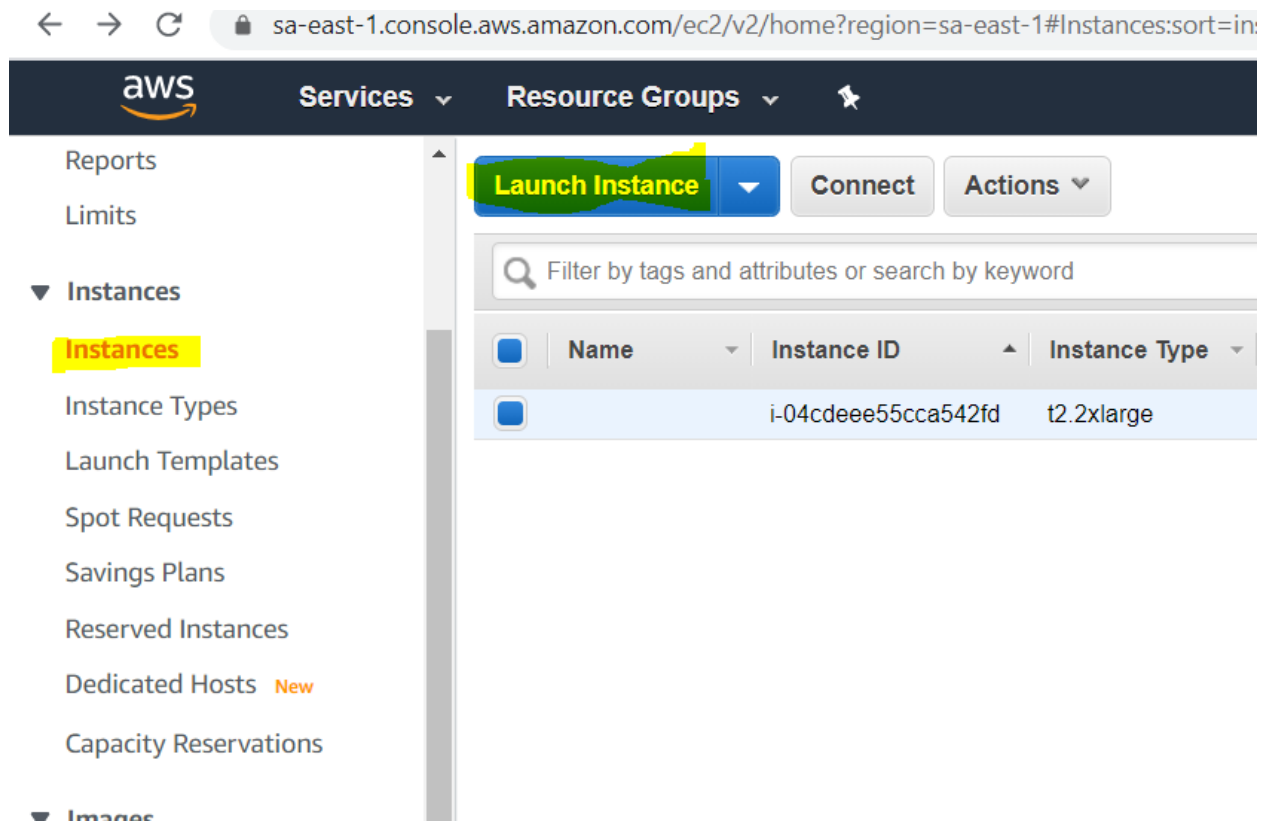 sa-east-1.console.aws.amazon.com/ec2/v2/home?region=sa-east-1#Instances:sort=in
aws Services Resource Groups
Reports
Limits
Instances
Instances
Instance Types
Launch Templates
Spot Requests
Savings Plans
Reserved Instances
Dedicated Hosts New
Capacity Reservations
Images
Launch Instance Connect Actions
Filter by tags and attributes or search by keyword
Name Instance ID Instance Type
i-04cdeee55cca542fd t2.2xlarge